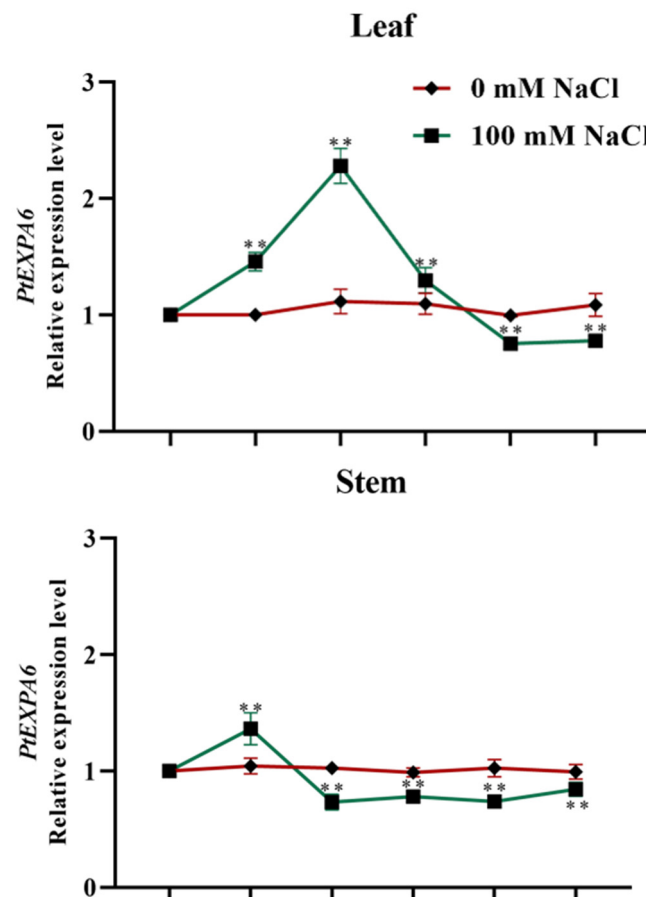 Leaf
3
2
1
0
PtEXPA6
Relative expression level
0 mM NaCl
100 mM NaCl
**
**
**
**
**
Stem
3
2
1
0
PtEXPA6
Relative expression level
**
**
**
**
**